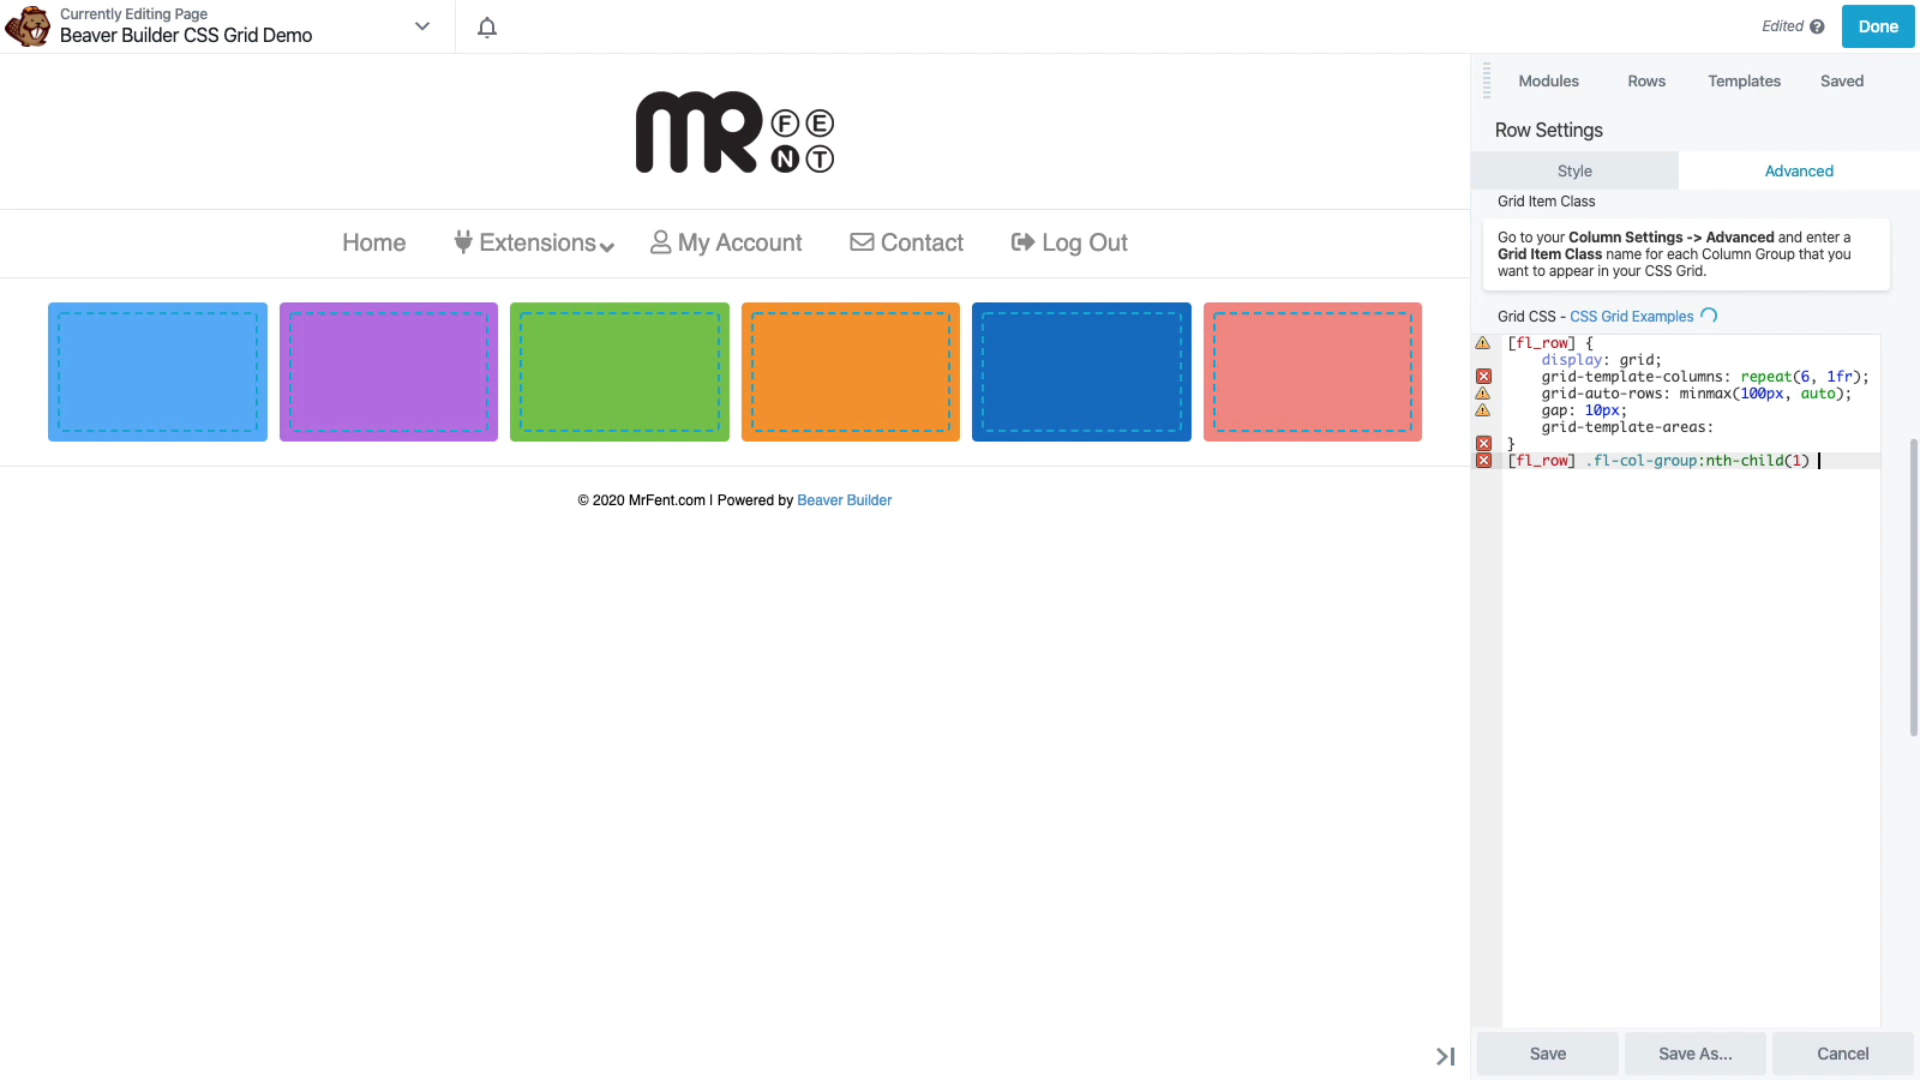 Currently Editing Page
Beaver Builder CSS Grid Demo
Edited
Done
MR FENT
Home Extensions My Account Contact Log Out
© 2020 MrFent.com | Powered by Beaver Builder
Modules Rows Templates Saved
Row Settings
Style Advanced
Grid Item Class
Go to your Column Settings -> Advanced and enter a
Grid Item Class name for each Column Group that you
want to appear in your CSS Grid.
Grid CSS - CSS Grid Examples
[fl_row] {
display: grid;
grid-template-columns: repeat(6, 1fr);
grid-auto-rows: minmax(100px, auto);
gap: 10px;
grid-template-areas:
}
[fl_row] .fl-col-group:nth-child(1)
Save Save As... Cancel